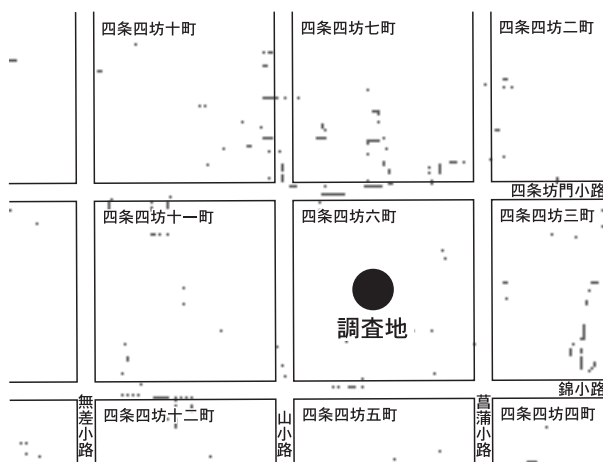 四条四坊十町
四条四坊七町
四条四坊二町
四条坊門小路
四条四坊十一町
四条四坊六町
四条四坊三町
調査地
錦小路
無差小路
山小路
菖蒲小路
四条四坊十二町
四条四坊五町
四条四坊四町